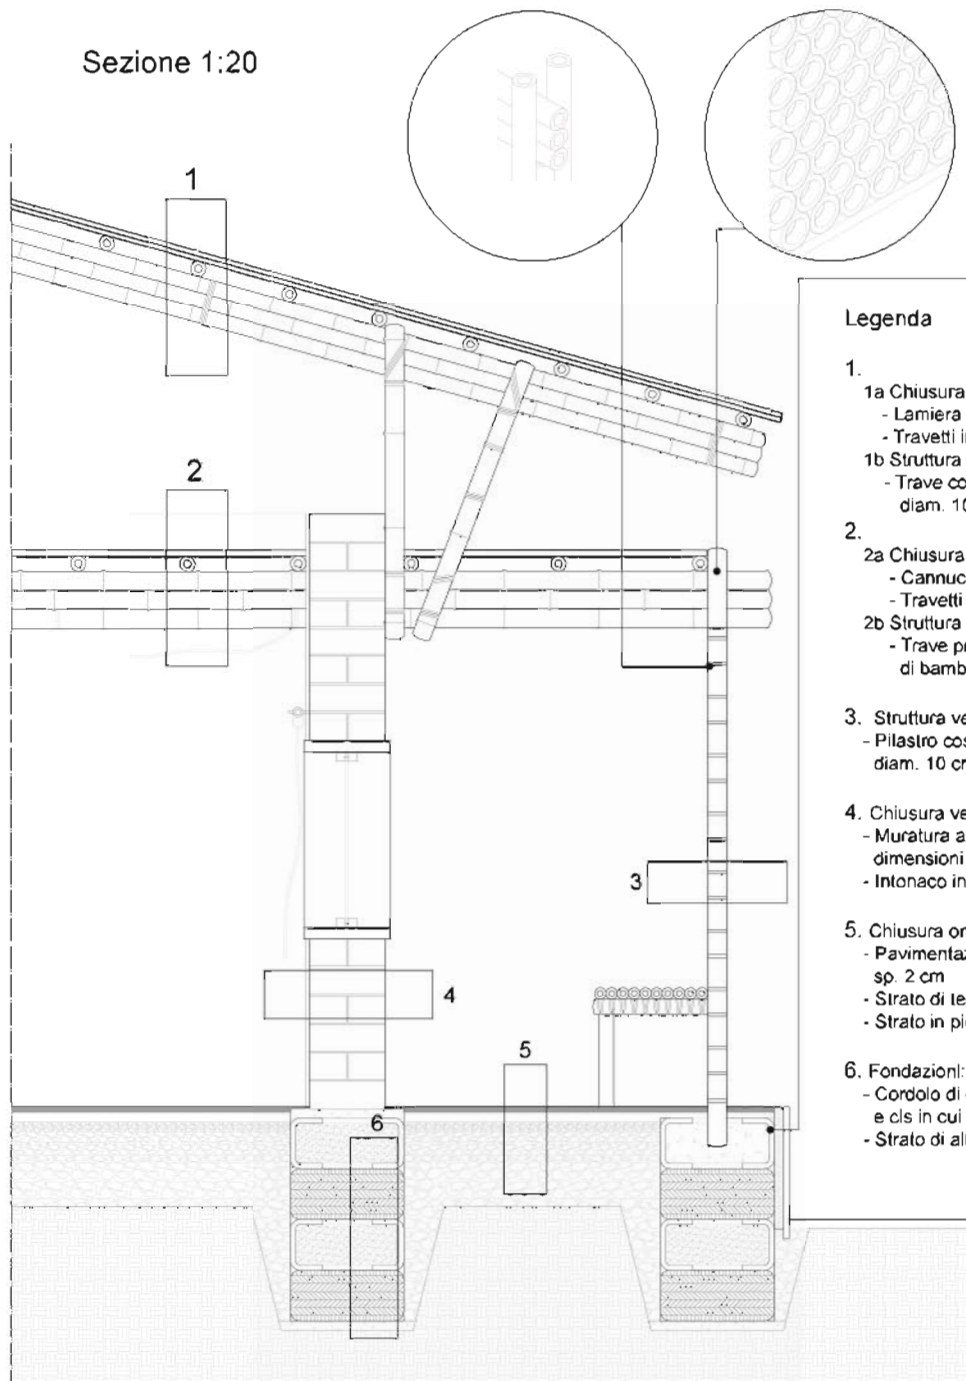 Sezione 1:20
1
2
3
4
5
6
Legenda
1.
1a Chiusura
- Lamiera
- Travetti i
1b Struttura
- Trave co
diam. 10
2.
2a Chiusura
- Cannuc
- Travetti
2b Struttura
- Trave p
di bamb
3. Struttura ve
- Pilastro cos
diam. 10 c
4. Chiusura ve
- Muratura a
dimensioni
- Intonaco in
5. Chiusura or
- Pavimentaz
sp. 2 cm
- Strato di te
- Strato in pi
6. Fondazioni:
- Cordolo di
e cls in cui
- Strato di al